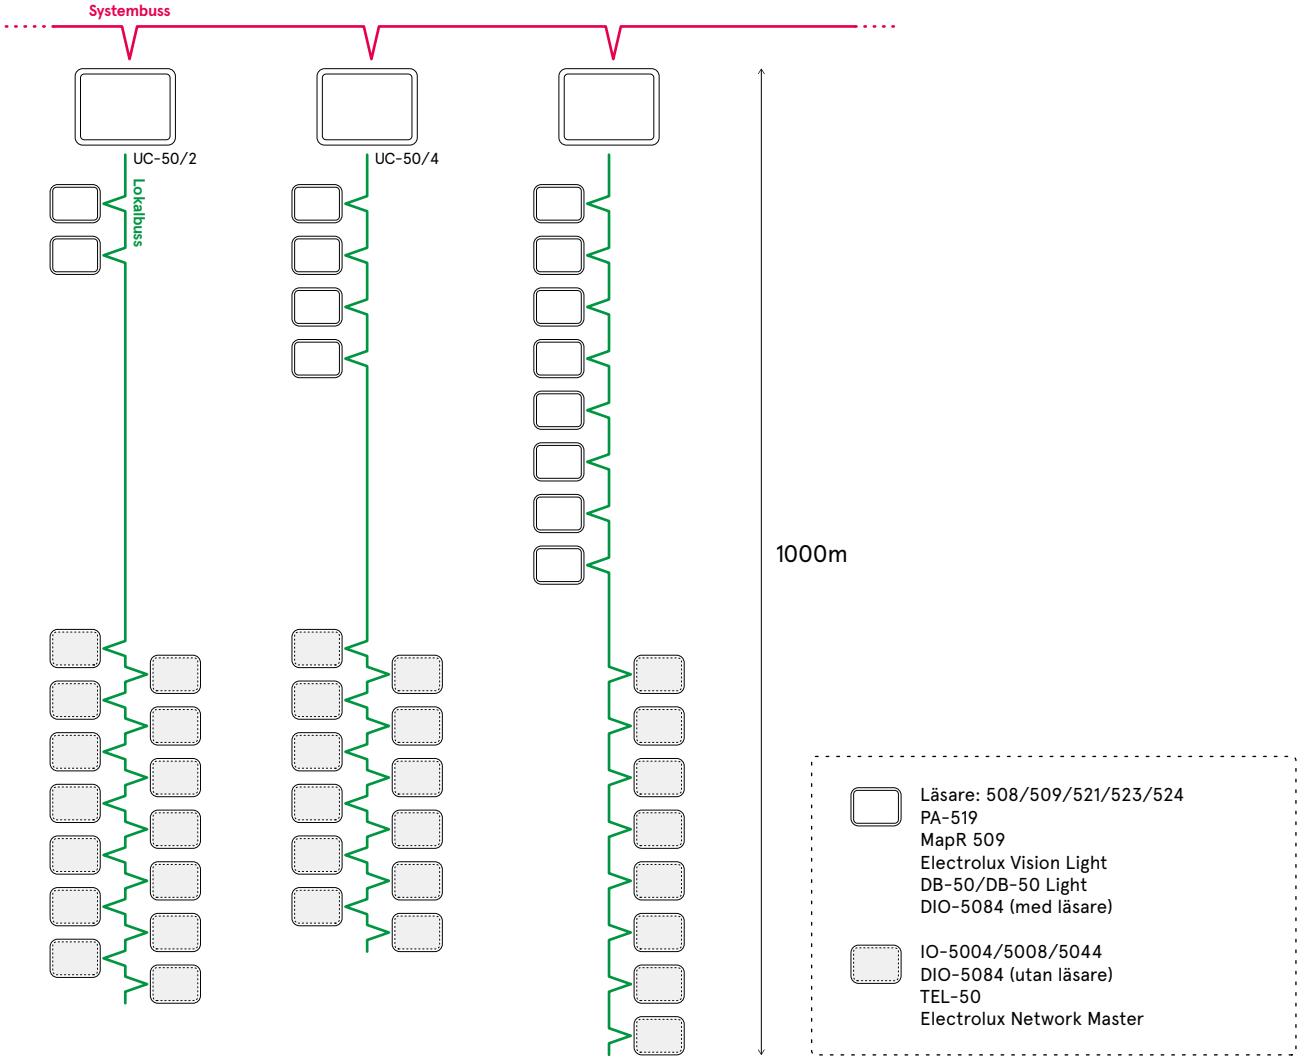 Systembuss
UC-50/2
UC-50/4
Lokalbuss
1000m
Läsare: 508/509/521/523/524
PA-519
MapR 509
Electrolux Vision Light
DB-50/DB-50 Light
DIO-5084 (med läsare)
IO-5004/5008/5044
DIO-5084 (utan läsare)
TEL-50
Electrolux Network Master